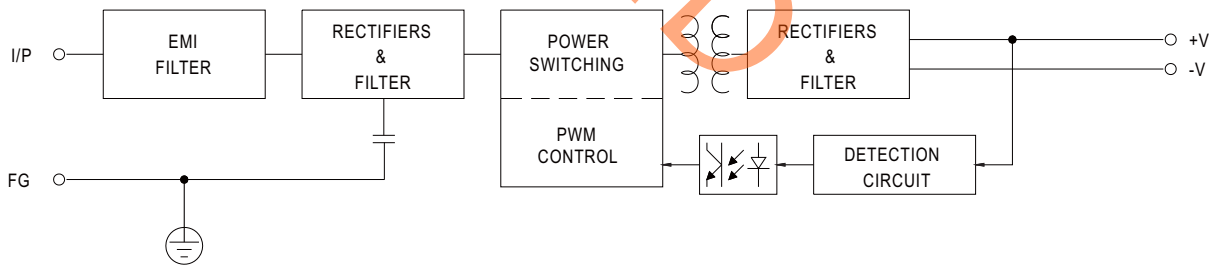 I/P
EMI
FILTER
RECTIFIERS
&
FILTER
POWER
SWITCHING
PWM
CONTROL
RECTIFIERS
&
FILTER
+V
-V
DETECTION
CIRCUIT
FG